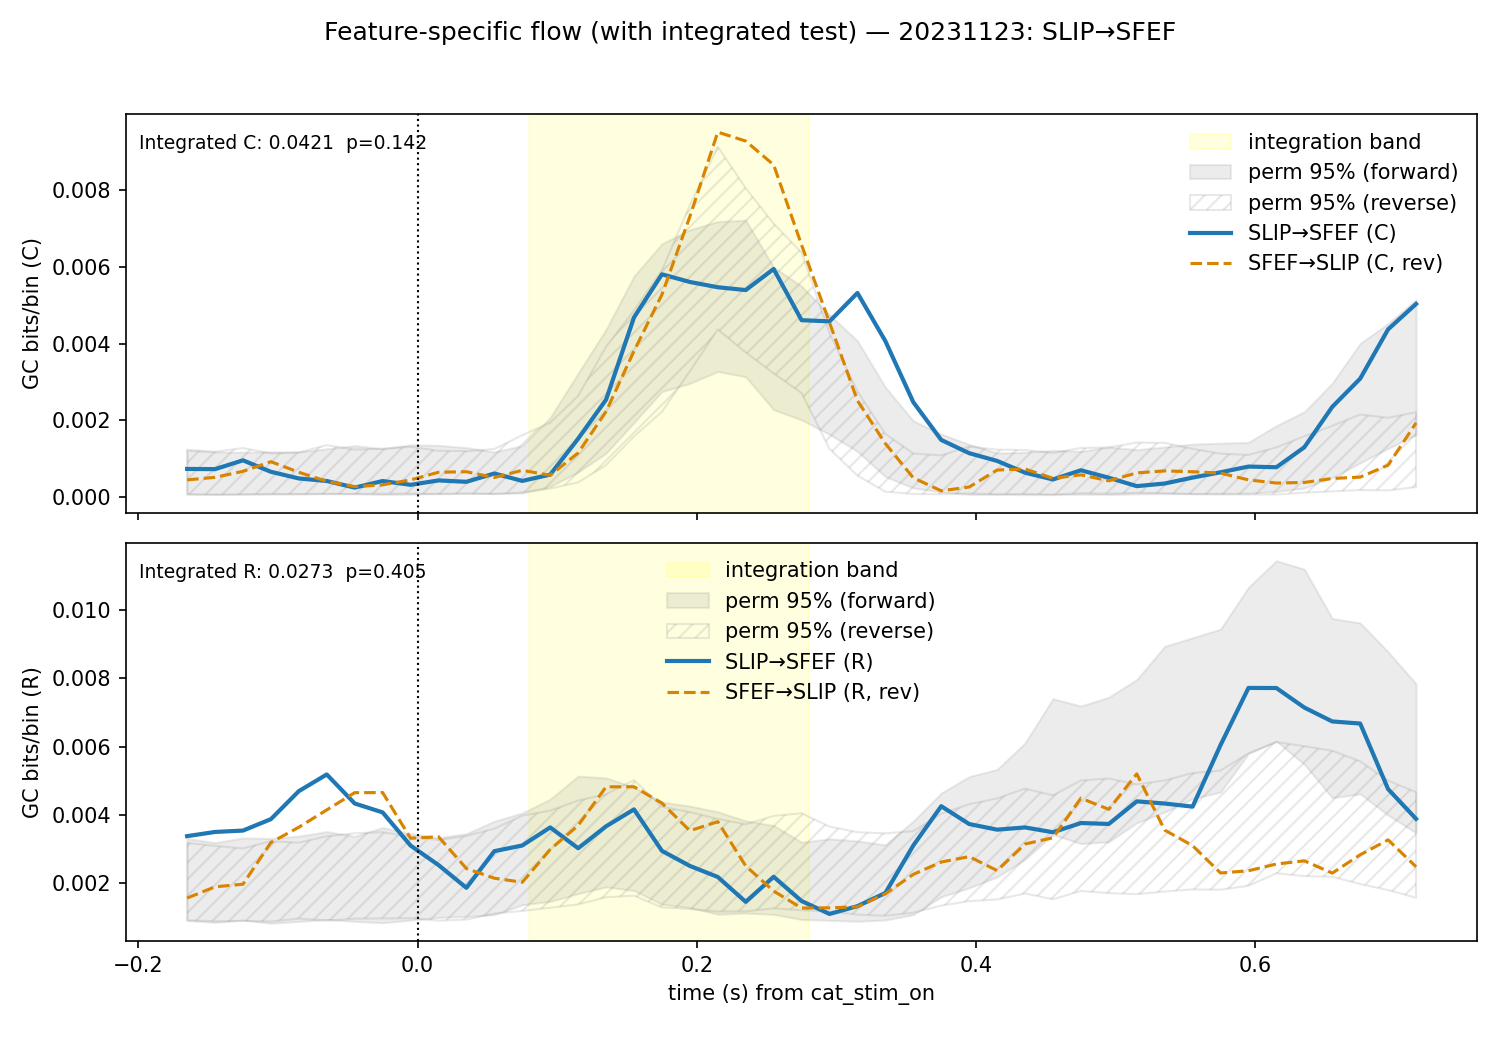 Feature-specific flow (with integrated test) — 20231123: SLIP→SFEF
Integrated C: 0.0421  p=0.142
integration band
perm 95% (forward)
perm 95% (reverse)
SLIP→SFEF (C)
SFEF→SLIP (C, rev)
GC bits/bin (C)
0.008
0.006
0.004
0.002
0.000
Integrated R: 0.0273  p=0.405
integration band
perm 95% (forward)
perm 95% (reverse)
SLIP→SFEF (R)
SFEF→SLIP (R, rev)
GC bits/bin (R)
0.010
0.008
0.006
0.004
0.002
−0.2 0.0 0.2 0.4 0.6
time (s) from cat_stim_on